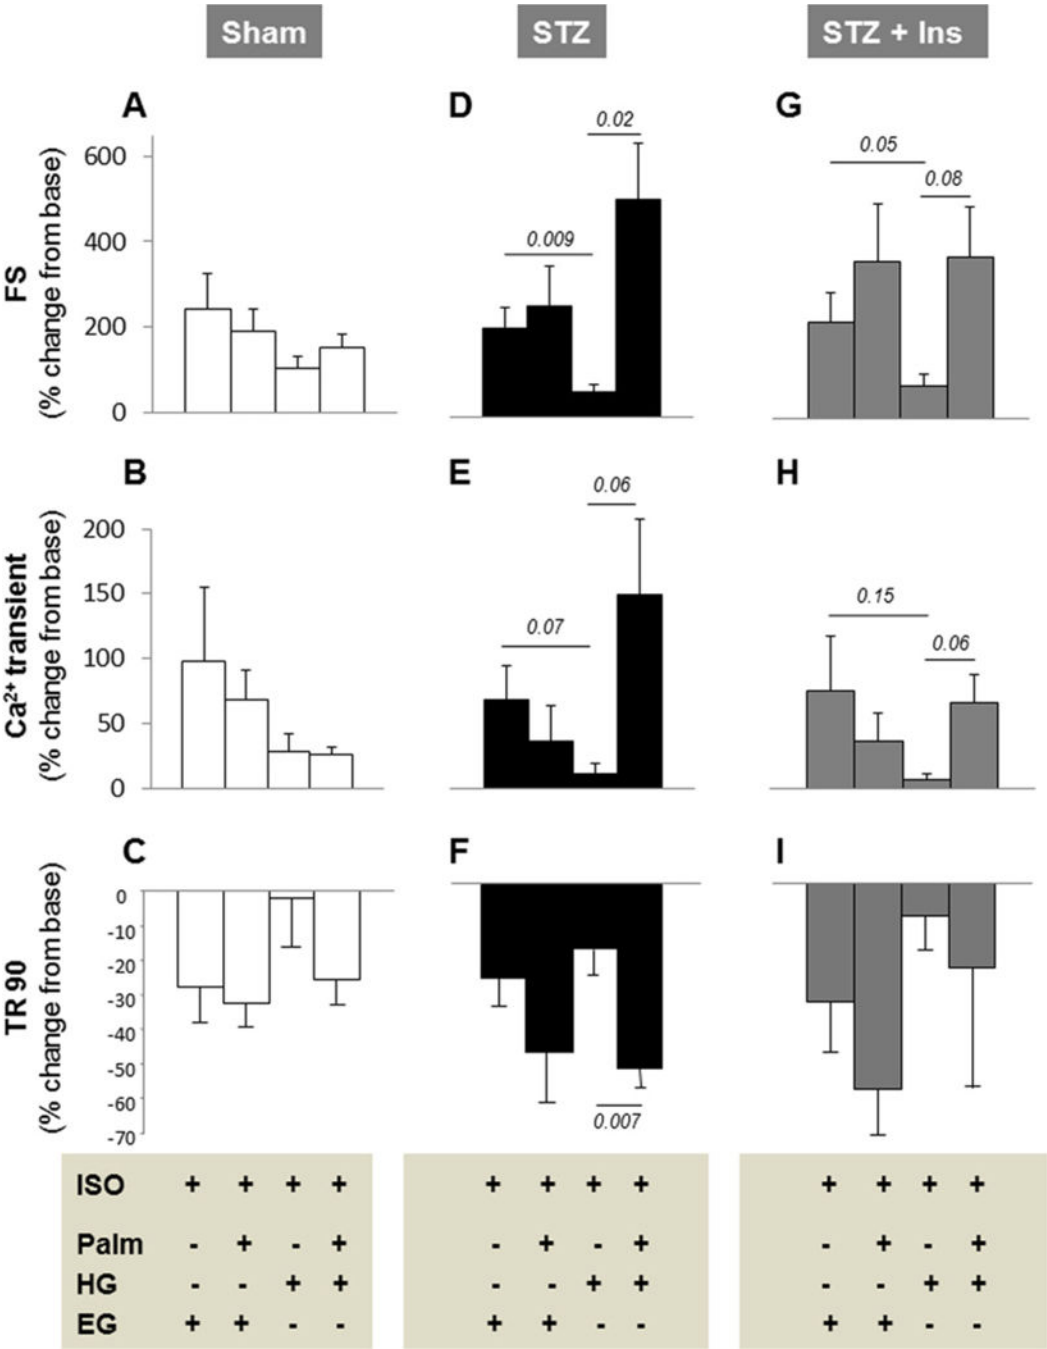 Sham STZ STZ + Ins
A D G
FS
(% change from base)
600
400
200
0
0.009
0.02
0.05
0.08
B E H
Ca²⁺ transient
(% change from base)
200
150
100
50
0
0.07
0.06
0.15
0.06
C F I
TR 90
(% change from base)
0
-10
-20
-30
-40
-50
-60
-70
0.007
ISO + + + + + + + + + + + +
Palm - + - + - + - + - + - +
HG - - + + - - + + - - + +
EG + + - - + + - - + + - -